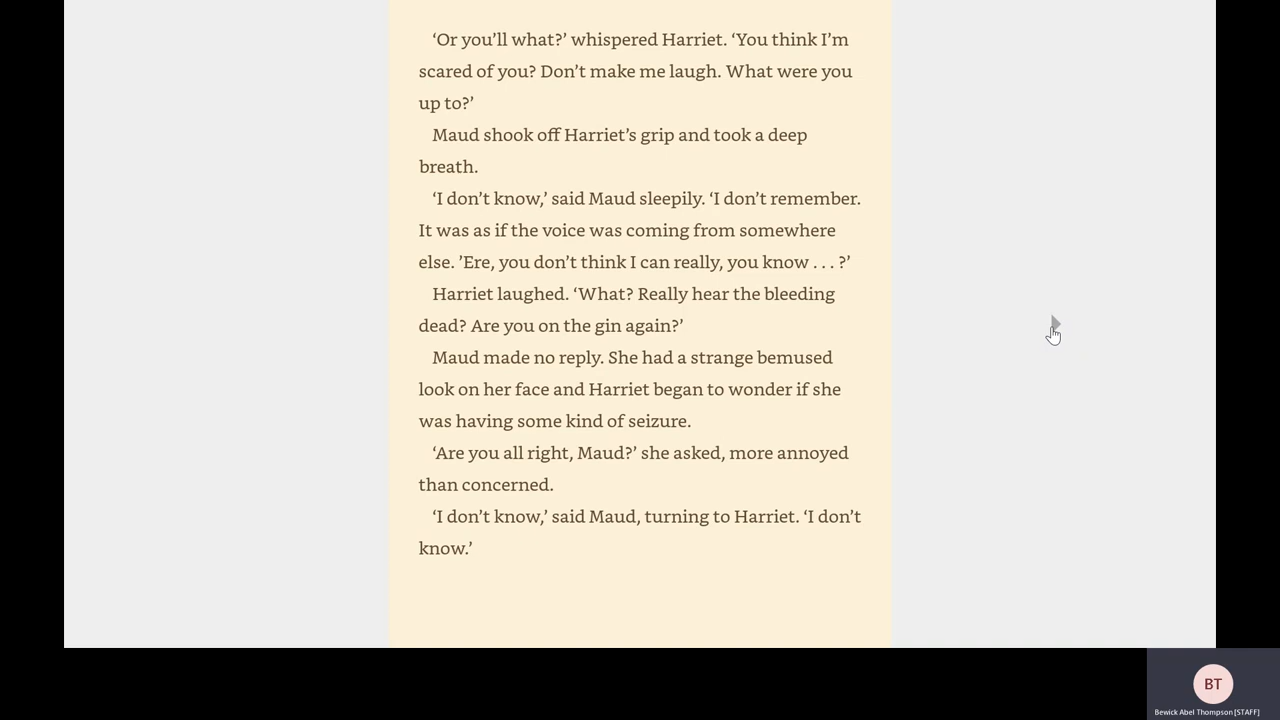 ‘Or you’ll what?’ whispered Harriet. ‘You think I’m
scared of you? Don’t make me laugh. What were you
up to?’
Maud shook off Harriet’s grip and took a deep
breath.
‘I don’t know,’ said Maud sleepily. ‘I don’t remember.
It was as if the voice was coming from somewhere
else. ’Ere, you don’t think I can really, you know . . . ?’
Harriet laughed. ‘What? Really hear the bleeding
dead? Are you on the gin again?’
Maud made no reply. She had a strange bemused
look on her face and Harriet began to wonder if she
was having some kind of seizure.
‘Are you all right, Maud?’ she asked, more annoyed
than concerned.
‘I don’t know,’ said Maud, turning to Harriet. ‘I don’t
know.’
BT
Bewick Abel Thompson [STAFF]